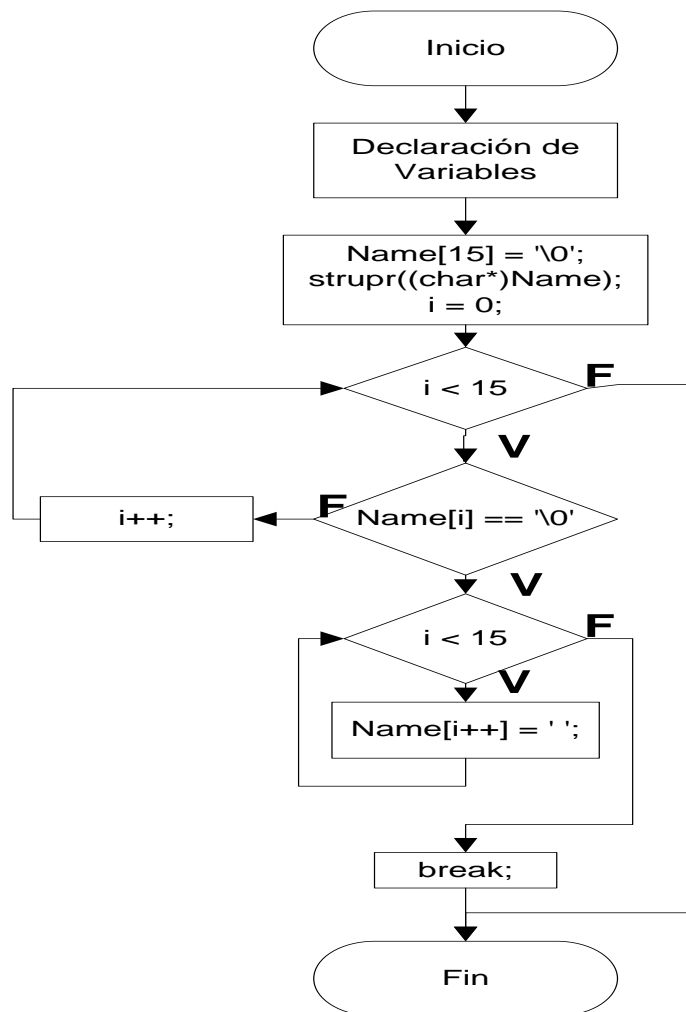 Inicio
Declaración de
Variables
Name[15] = '\0';
strupr((char*)Name);
i = 0;
i < 15
F
V
Name[i] == '\0'
F
i++;
V
i < 15
F
V
Name[i++] = ' ';
break;
Fin